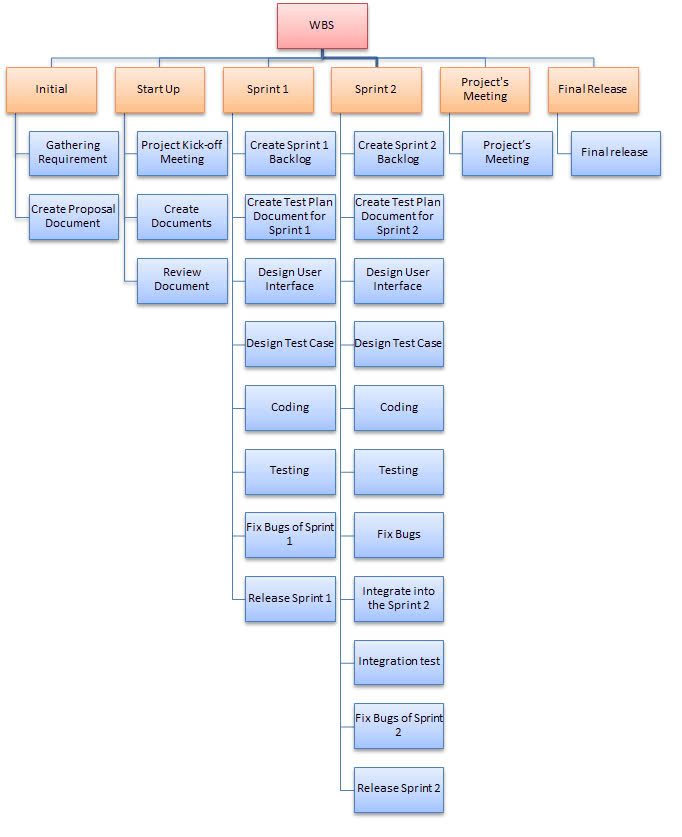 WBS
Initial
Start Up
Sprint 1
Sprint 2
Project's
Meeting
Final Release
Gathering
Requirement
Create Proposal
Document
Project Kick-off
Meeting
Create
Documents
Review
Document
Create Sprint 1
Backlog
Create Test Plan
Document for
Sprint 1
Design User
Interface
Design Test Case
Coding
Testing
Fix Bugs of Sprint
1
Release Sprint 1
Create Sprint 2
Backlog
Create Test Plan
Document for
Sprint 2
Design User
Interface
Design Test Case
Coding
Testing
Fix Bugs
Integrate into
the Sprint 2
Integration test
Fix Bugs of Sprint
2
Release Sprint 2
Project’s
Meeting
Final release